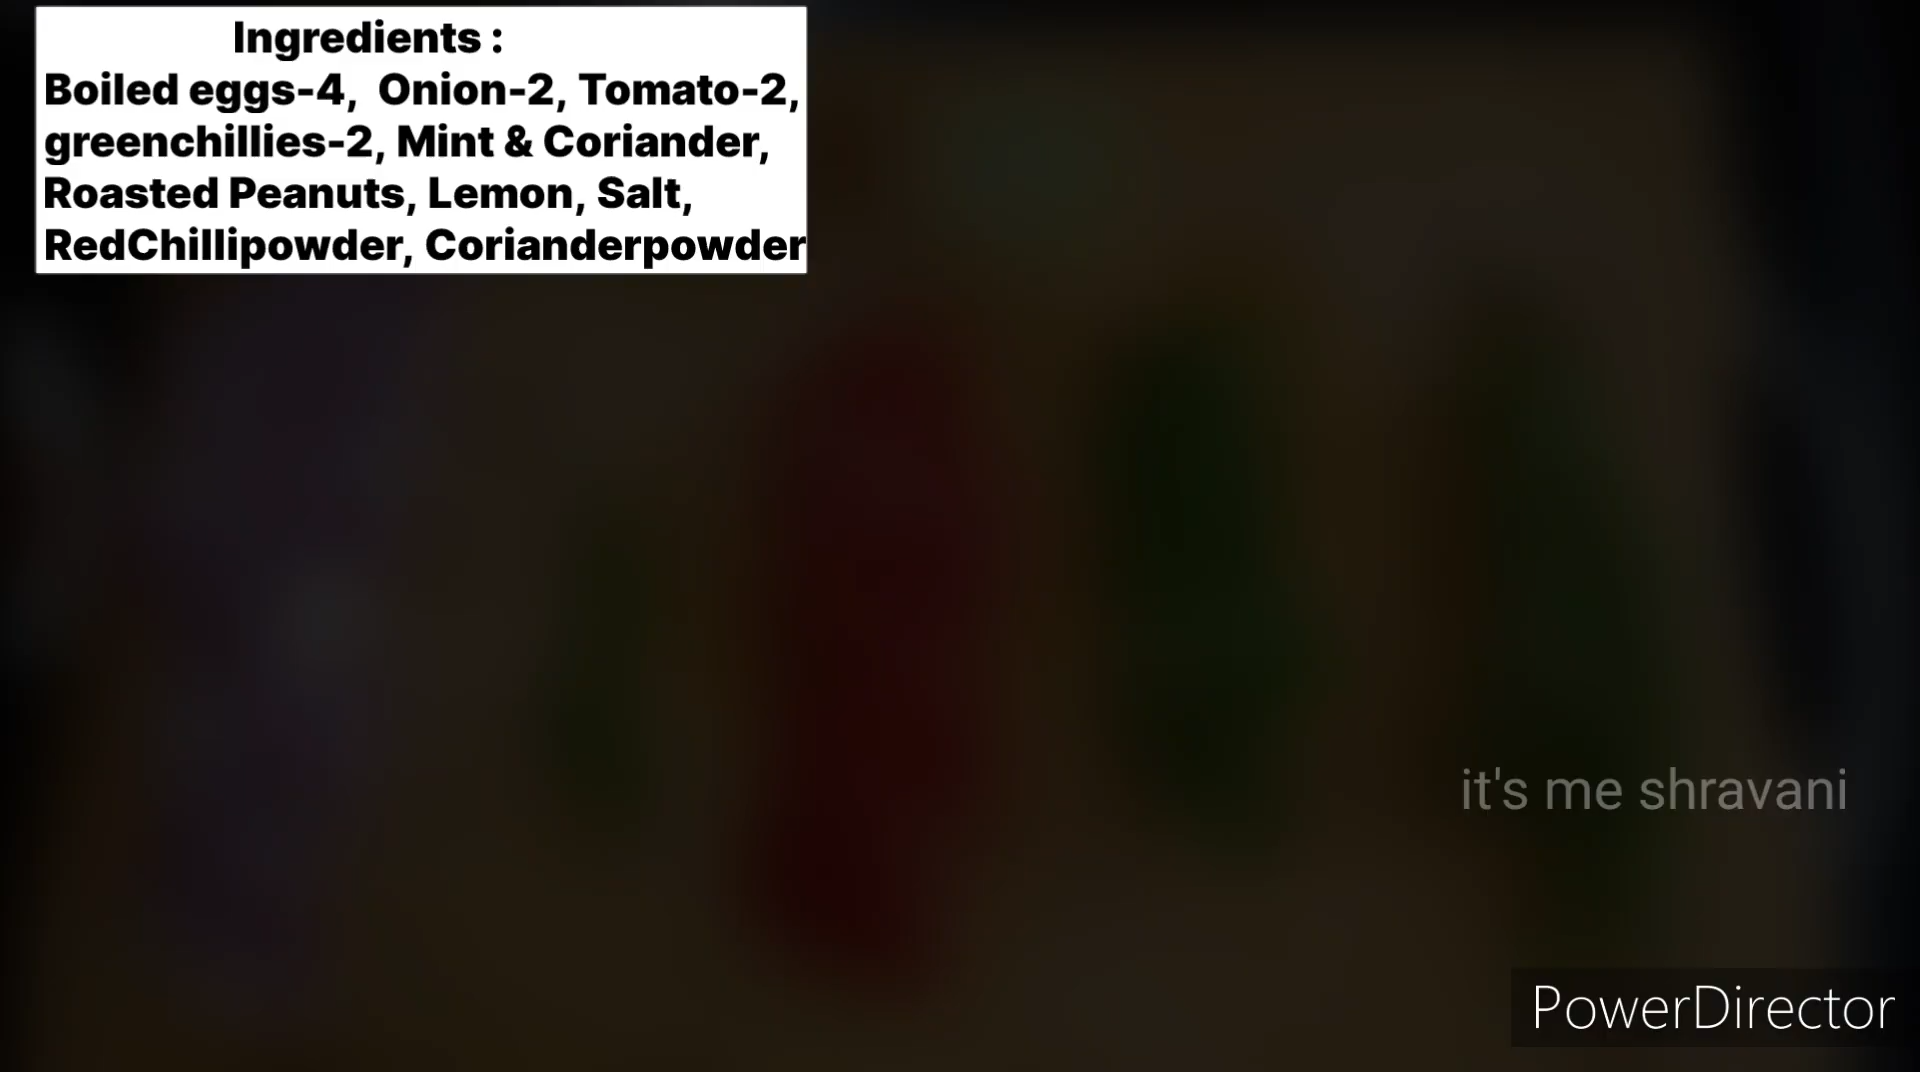 Ingredients :
Boiled eggs-4, Onion-2, Tomato-2,
greenchillies-2, Mint & Coriander,
Roasted Peanuts, Lemon, Salt,
RedChillipowder, Corianderpowder
it's me shravani
PowerDirector